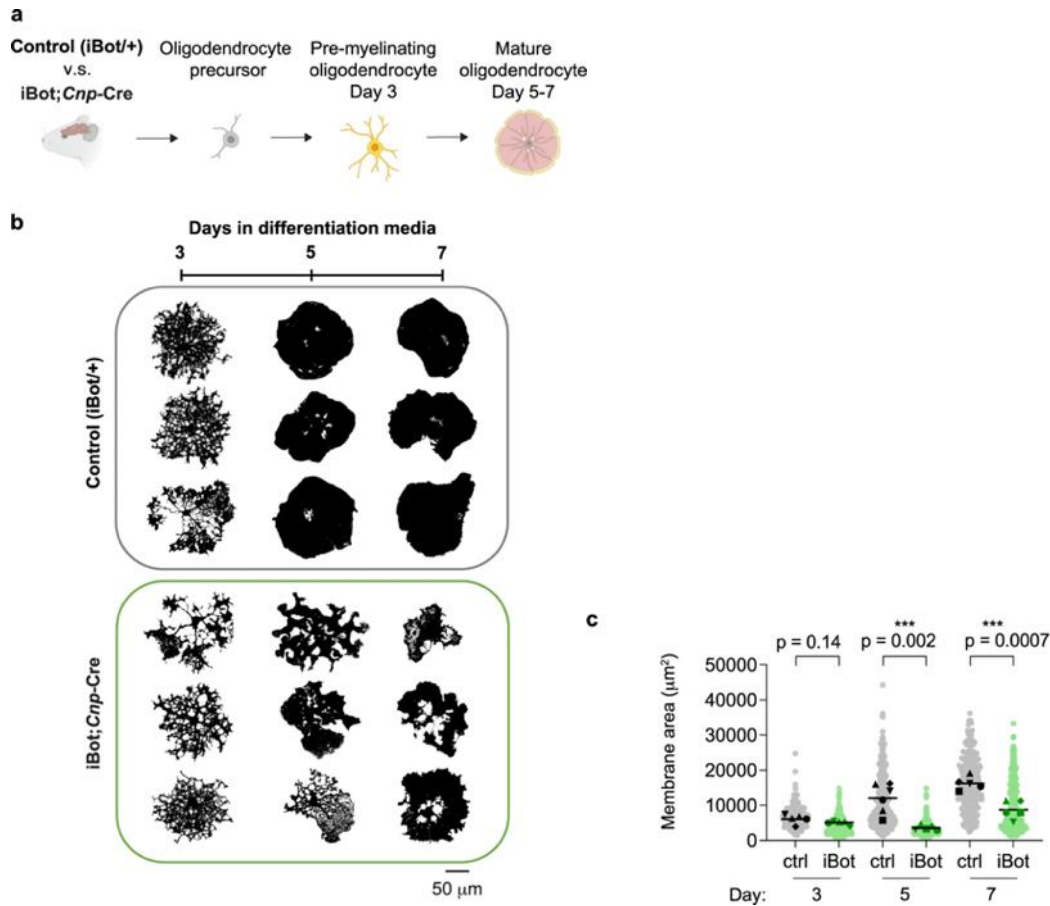 a
Control (iBot/+)
v.s.
iBot;Cnp-Cre
Oligodendrocyte
precursor
Pre-myelinating
oligodendrocyte
Day 3
Mature
oligodendrocyte
Day 5-7
b
Days in differentiation media
3 5 7
Control (iBot/+)
iBot;Cnp-Cre
50 μm
c
*** ***
p = 0.14 p = 0.002 p = 0.0007
Membrane area (μm²)
50000
40000
30000
20000
10000
0
ctrl iBot ctrl iBot ctrl iBot
Day: 3 5 7